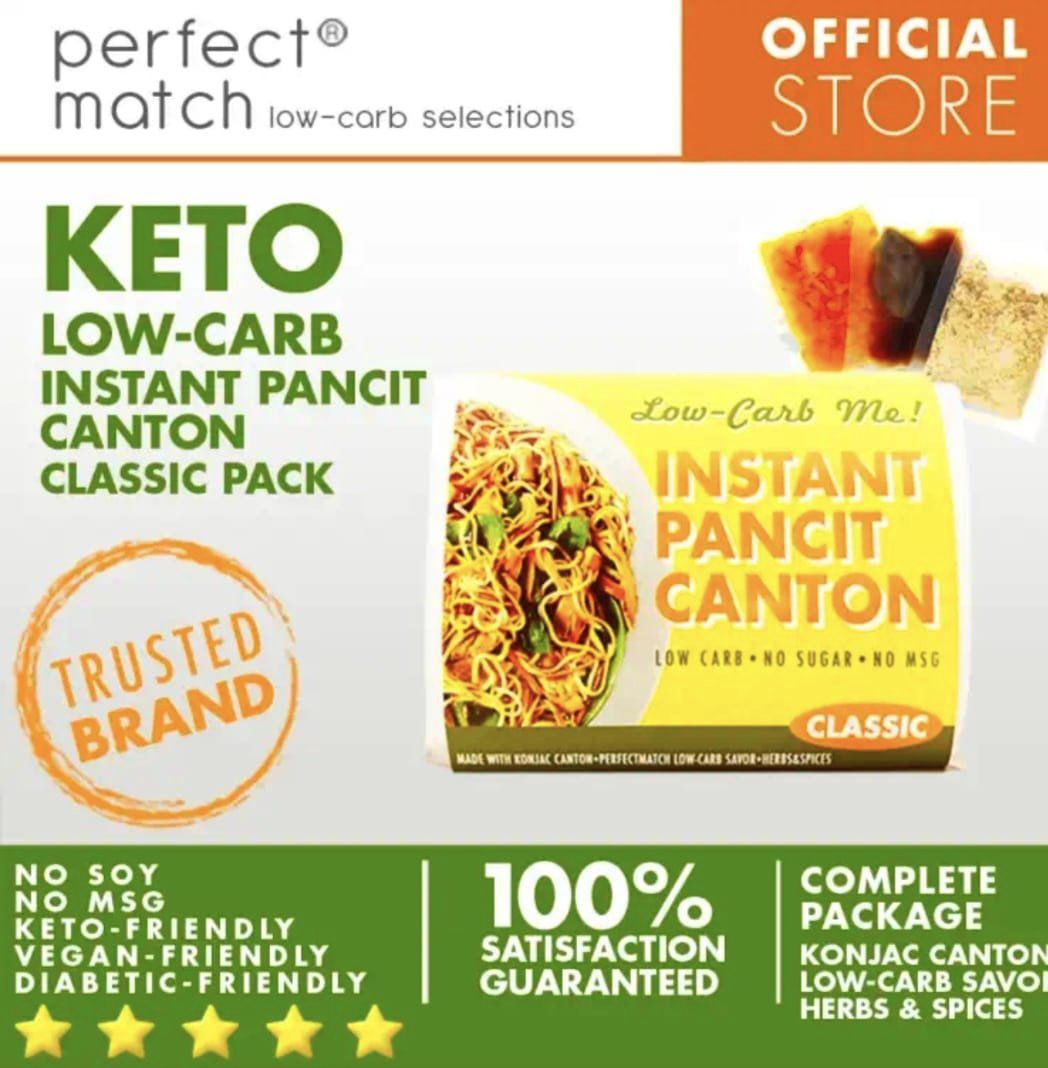 perfect®
match low-carb selections
OFFICIAL
STORE
KETO
LOW-CARB
INSTANT PANCIT
CANTON
CLASSIC PACK
Low-Carb Me!
INSTANT
PANCIT
CANTON
LOW CARB • NO SUGAR • NO MSG
CLASSIC
MADE WITH KONJAC CANTON•PERFECTMATCH LOW-CARB SAVOR•HERBS&SPICES
TRUSTED
BRAND
NO SOY
NO MSG
KETO-FRIENDLY
VEGAN-FRIENDLY
DIABETIC-FRIENDLY
100%
SATISFACTION
GUARANTEED
COMPLETE
PACKAGE
KONJAC CANTON
LOW-CARB SAVO
HERBS & SPICES